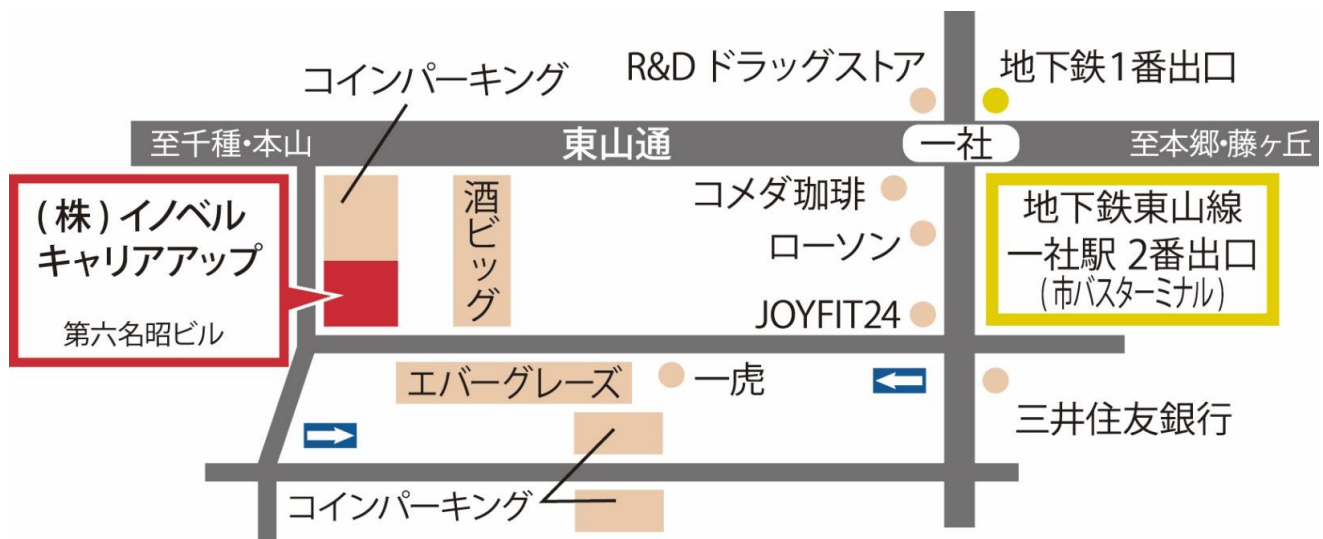 コインパーキング
R&D ドラッグストア
地下鉄1番出口
至千種・本山
東山通
一社
至本郷・藤ヶ丘
(株)イノベル
キャリアアップ
第六名昭ビル
酒ビッグ
コメダ珈琲
ローソン
JOYFIT24
地下鉄東山線
一社駅 2番出口
(市バスターミナル)
エバーグレーズ
一虎
三井住友銀行
コインパーキング